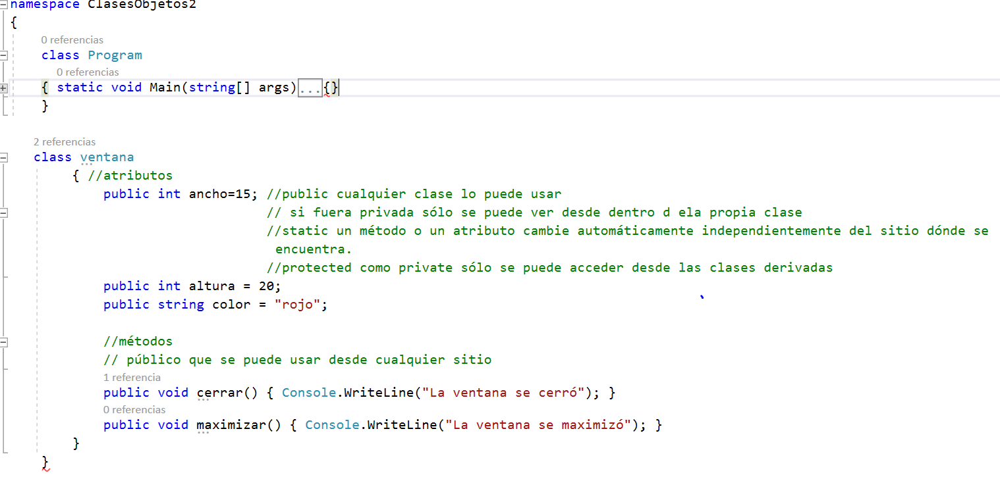 namespace ClasesObjetos2
{
0 referencias
class Program
0 referencias
{ static void Main(string[] args)...{}
}
2 referencias
class ventana
{ //atributos
public int ancho=15; //public cualquier clase lo puede usar
// si fuera privada sólo se puede ver desde dentro d ela propia clase
//static un método o un atributo cambie automáticamente independientemente del sitio dónde se
encuentra.
//protected como private sólo se puede acceder desde las clases derivadas
public int altura = 20;
public string color = "rojo";
//métodos
// público que se puede usar desde cualquier sitio
1 referencia
public void cerrar() { Console.WriteLine("La ventana se cerró"); }
0 referencias
public void maximizar() { Console.WriteLine("La ventana se maximizó"); }
}
}